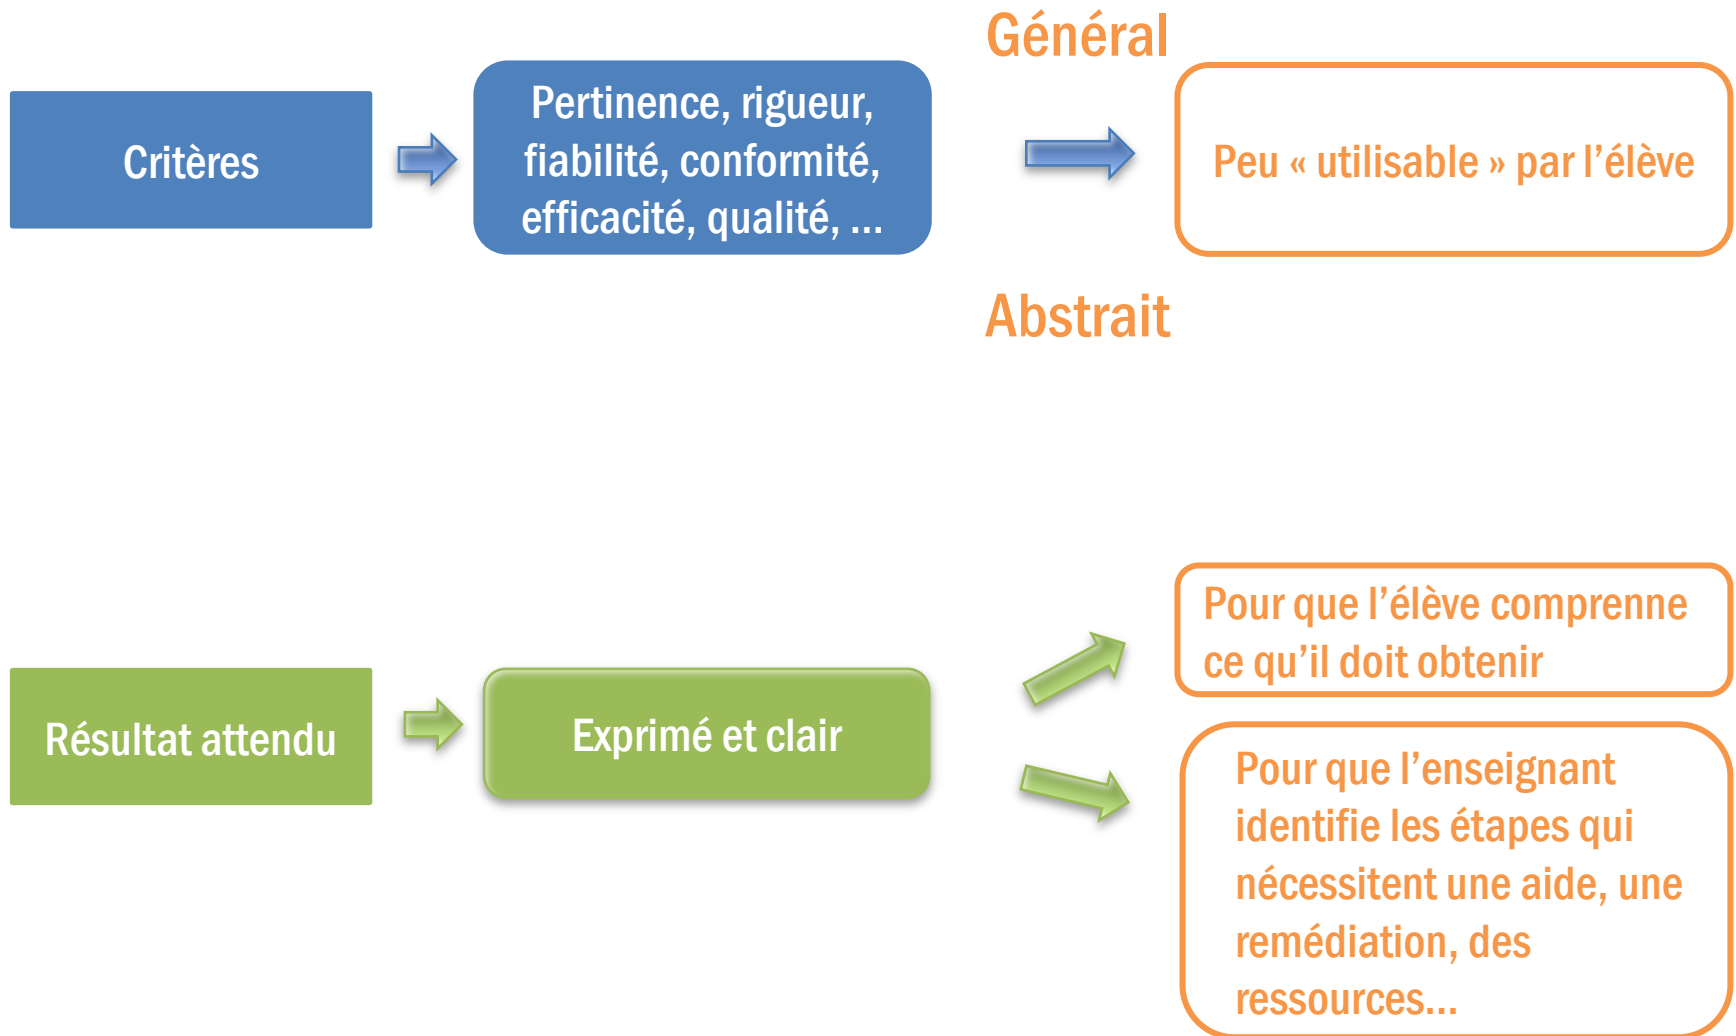 Critères
Pertinence, rigueur,
fiabilité, conformité,
efficacité, qualité, ...
Général
Abstrait
Peu « utilisable » par l’élève
Résultat attendu
Exprimé et clair
Pour que l’élève comprenne
ce qu’il doit obtenir
Pour que l’enseignant
identifie les étapes qui
nécessitent une aide, une
remédiation, des
ressources...